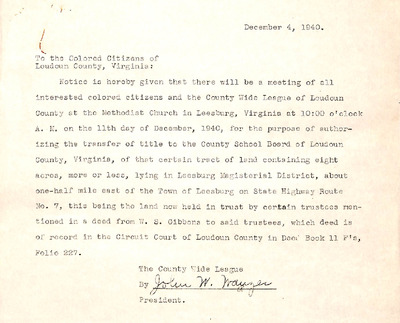 December 4, 1940.
To the Colored Citizens of
Loudoun County, Virginia:
Notice is hereby given that there will be a meeting of all
interested colored citizens and the County Wide League of Loudoun
County at the Methodist Church in Leesburg, Virginia at 10:00 o'clock
A. M. on the 11th day of December, 1940, for the purpose of author-
izing the transfer of title to the County School Board of Loudoun
County, Virginia, of that certain tract of land containing eight
acres, more or less, lying in Leesburg Magisterial District, about
one-half mile east of the Town of Leesburg on State Highway Route
No. 7, this being the land now held in trust by certain trustees men-
tioned in a deed from W. S. Gibbons to said trustees, which deed is
of record in the Circuit Court of Loudoun County in Deed Book 11 F's,
Folio 227.
The County Wide League
By John W. Wanzer
President.